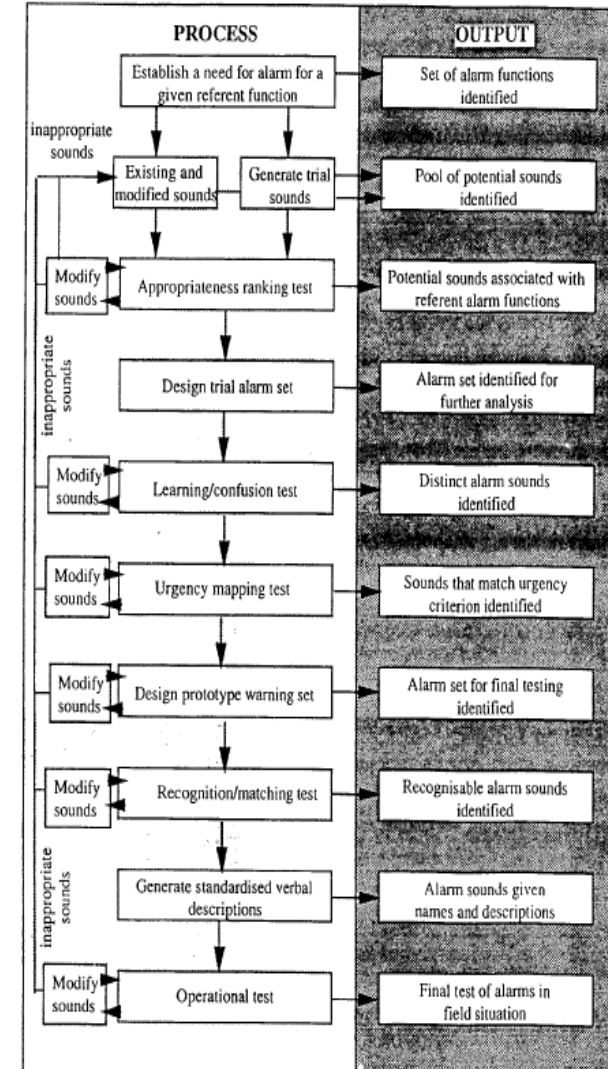 PROCESS
OUTPUT
Establish a need for alarm for a
given referent function
Set of alarm functions
identified
inappropriate
sounds
Existing and
modified sounds
Generate trial
sounds
Pool of potential sounds
identified
Modify
sounds
Appropriateness ranking test
Potential sounds associated with
referent alarm functions
inappropriate
sounds
Design trial alarm set
Alarm set identified for
further analysis
Modify
sounds
Learning/confusion test
Distinct alarm sounds
identified
Modify
sounds
Urgency mapping test
Sounds that match urgency
criterion identified
Modify
sounds
Design prototype warning set
Alarm set for final testing
identified
Modify
sounds
Recognition/matching test
Recognisable alarm sounds
identified
inappropriate
sounds
Generate standardised verbal
descriptions
Alarm sounds given
names and descriptions
Modify
sounds
Operational test
Final test of alarms in
field situation